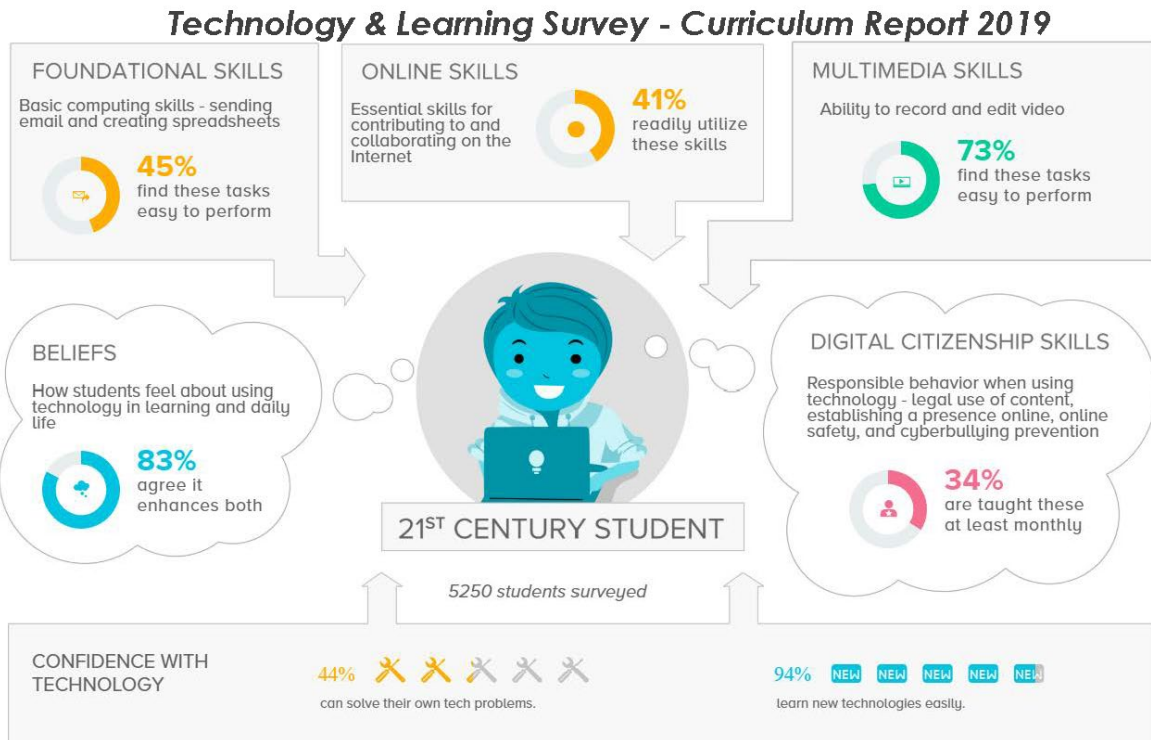 Technology & Learning Survey - Curriculum Report 2019
FOUNDATIONAL SKILLS
Basic computing skills - sending
email and creating spreadsheets
45%
find these tasks
easy to perform
ONLINE SKILLS
Essential skills for
contributing to and
collaborating on the
Internet
41%
readily utilize
these skills
MULTIMEDIA SKILLS
Ability to record and edit video
73%
find these tasks
easy to perform
BELIEFS
How students feel about using
technology in learning and daily
life
83%
agree it
enhances both
DIGITAL CITIZENSHIP SKILLS
Responsible behavior when using
technology - legal use of content,
establishing a presence online, online
safety, and cyberbullying prevention
34%
are taught these
at least monthly
21ST CENTURY STUDENT
5250 students surveyed
CONFIDENCE WITH
TECHNOLOGY
44%
can solve their own tech problems.
94% NEW NEW NEW NEW NEW
learn new technologies easily.